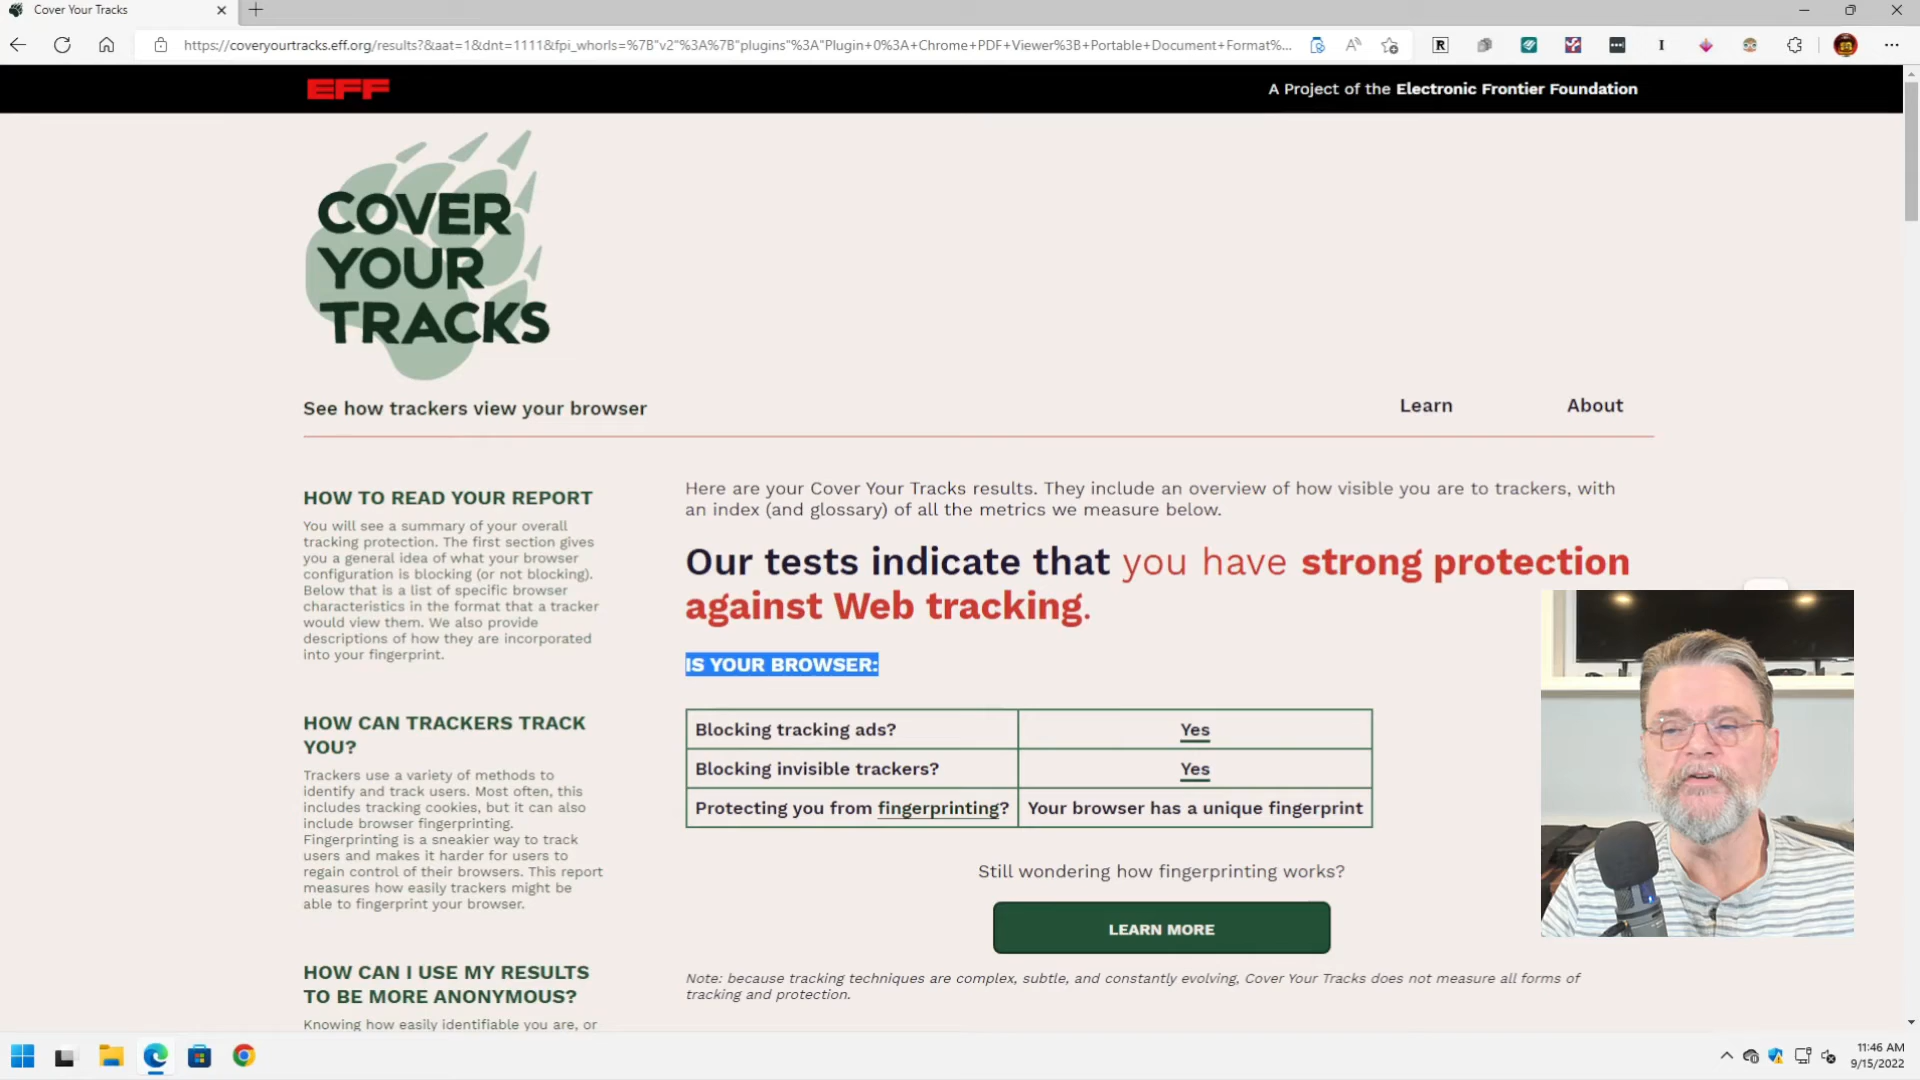 Cover Your Tracks
https://coveryourtracks.eff.org/results?&aat=1&dnt=1111&fpi_whorls=%7B"v2"%3A%7B"plugins"%3A"Plugin+0%3A+Chrome+PDF+Viewer%3B+Portable+Document+Format%...
EFF
A Project of the Electronic Frontier Foundation
COVER
YOUR
TRACKS
See how trackers view your browser
Learn
About
HOW TO READ YOUR REPORT
You will see a summary of your overall
tracking protection. The first section gives
you a general idea of what your browser
configuration is blocking (or not blocking).
Below that is a list of specific browser
characteristics in the format that a tracker
would view them. We also provide
descriptions of how they are incorporated
into your fingerprint.
HOW CAN TRACKERS TRACK
YOU?
Trackers use a variety of methods to
identify and track users. Most often, this
includes tracking cookies, but it can also
include browser fingerprinting.
Fingerprinting is a sneakier way to track
users and makes it harder for users to
regain control of their browsers. This report
measures how easily trackers might be
able to fingerprint your browser.
HOW CAN I USE MY RESULTS
TO BE MORE ANONYMOUS?
Knowing how easily identifiable you are, or
Here are your Cover Your Tracks results. They include an overview of how visible you are to trackers, with
an index (and glossary) of all the metrics we measure below.
Our tests indicate that you have strong protection
against Web tracking.
IS YOUR BROWSER:
Blocking tracking ads? Yes
Blocking invisible trackers? Yes
Protecting you from fingerprinting? Your browser has a unique fingerprint
Still wondering how fingerprinting works?
LEARN MORE
Note: because tracking techniques are complex, subtle, and constantly evolving, Cover Your Tracks does not measure all forms of
tracking and protection.
11:46 AM
9/15/2022